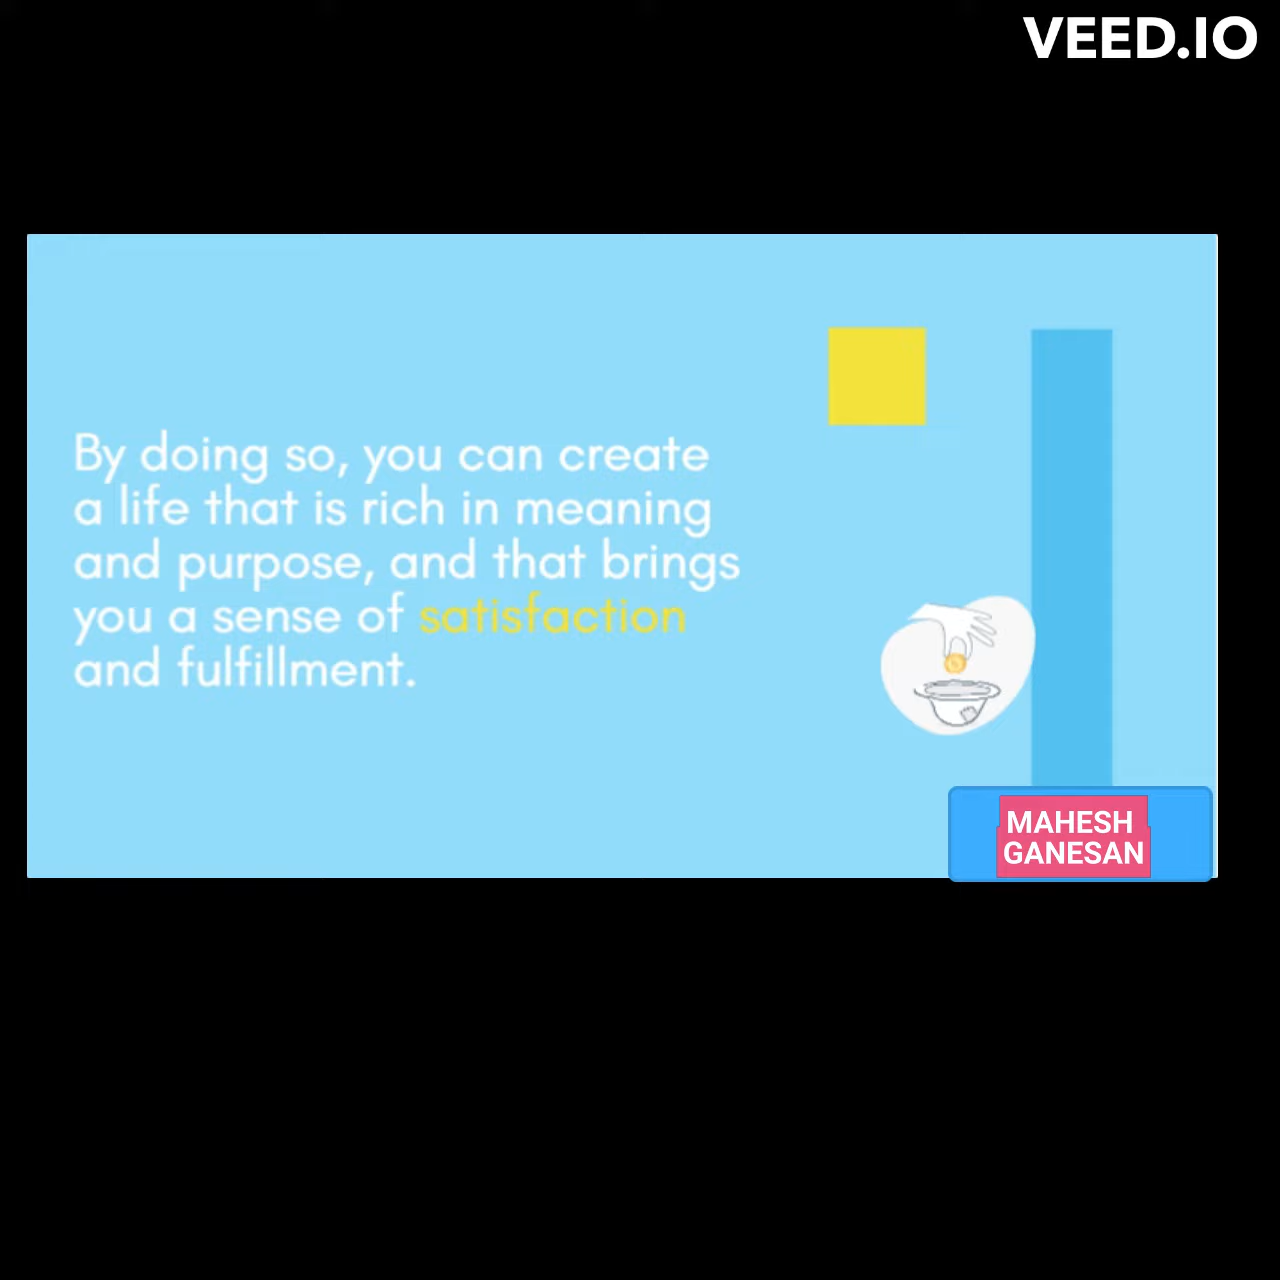 VEED.IO
By doing so, you can create
a life that is rich in meaning
and purpose, and that brings
you a sense of satisfaction
and fulfillment.
MAHESH
GANESAN